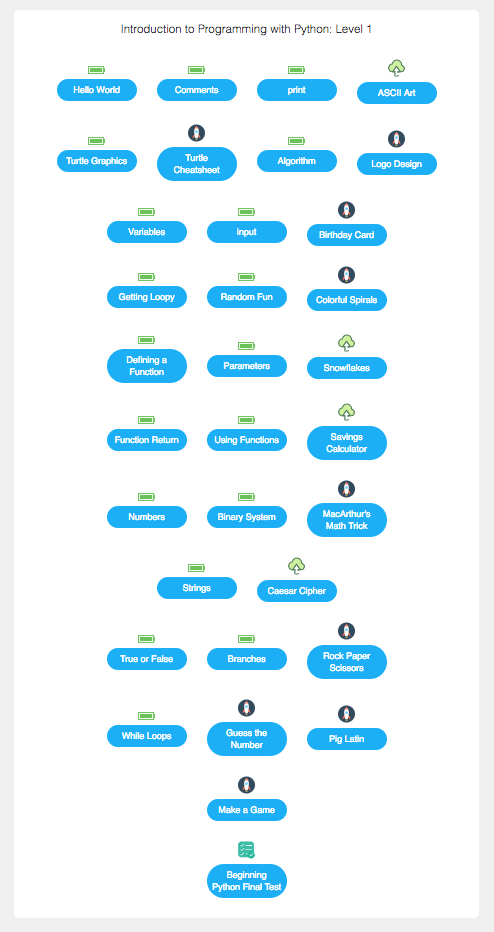 Introduction to Programming with Python: Level 1
Hello World
Comments
print
ASCII Art
Turtle Graphics
Turtle
Cheatsheet
Algorithm
Logo Design
Variables
Input
Birthday Card
Getting Loopy
Random Fun
Colorful Spirals
Defining a
Function
Parameters
Snowflakes
Function Return
Using Functions
Savings
Calculator
Numbers
Binary System
MacArthur's
Math Trick
Strings
Caesar Cipher
True or False
Branches
Rock Paper
Scissors
While Loops
Guess the
Number
Pig Latin
Make a Game
Beginning
Python Final Test